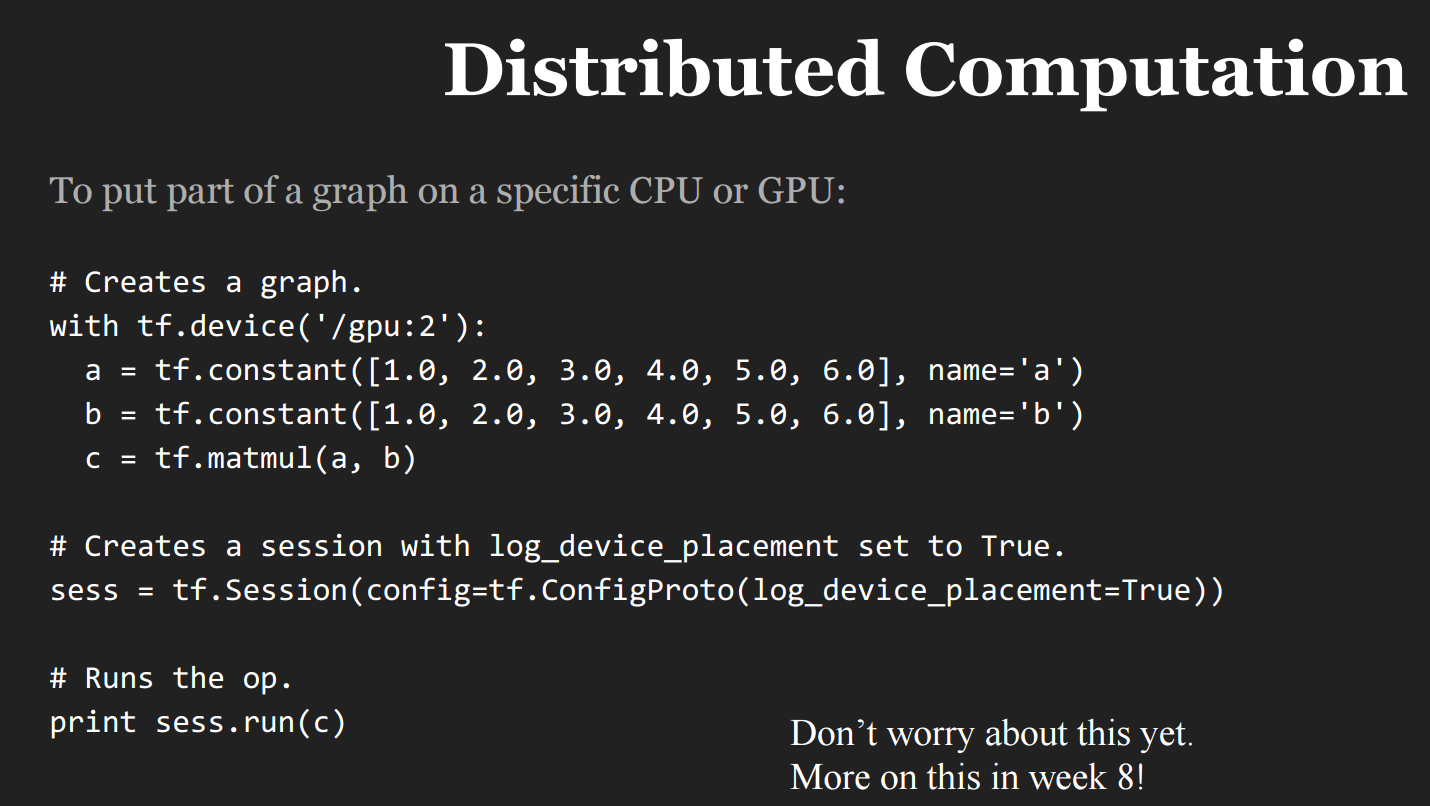 Distributed Computation
To put part of a graph on a specific CPU or GPU:
# Creates a graph.
with tf.device('/gpu:2'):
  a = tf.constant([1.0, 2.0, 3.0, 4.0, 5.0, 6.0], name='a')
  b = tf.constant([1.0, 2.0, 3.0, 4.0, 5.0, 6.0], name='b')
  c = tf.matmul(a, b)
# Creates a session with log_device_placement set to True.
sess = tf.Session(config=tf.ConfigProto(log_device_placement=True))
# Runs the op.
print sess.run(c)
Don’t worry about this yet.
More on this in week 8!